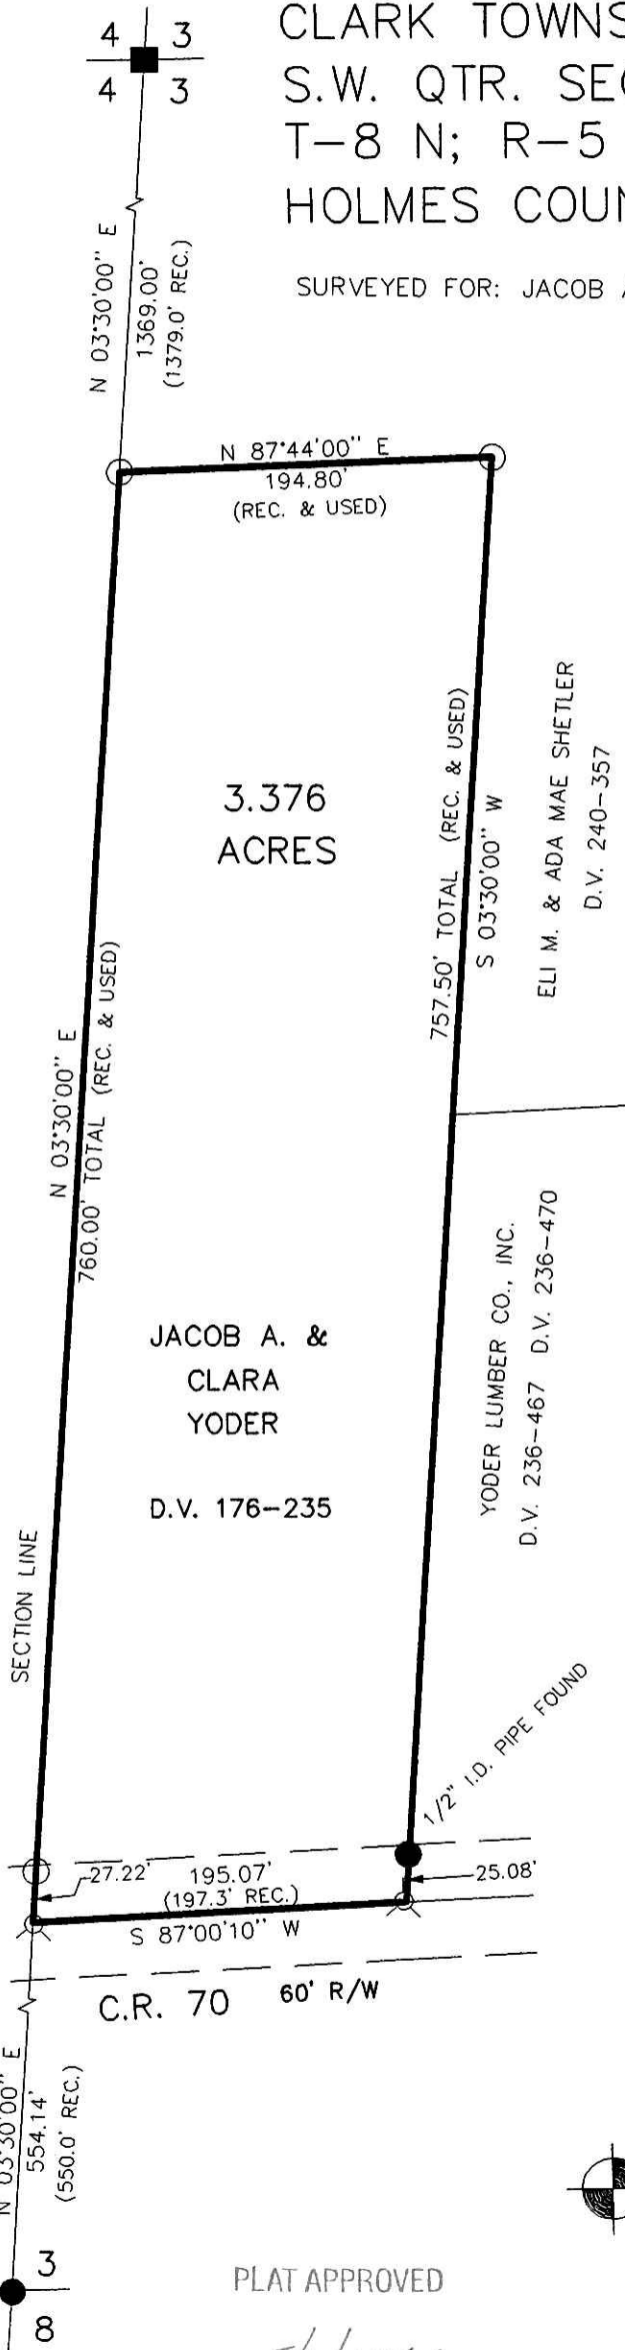 4 3
4 3
CLARK TOWNS
S.W. QTR. SE
T-8 N; R-5
HOLMES COUN
SURVEYED FOR: JACOB A
N 03°30'00" E
1369.00'
(1379.0' REC.)
N 87°44'00" E
194.80'
(REC. & USED)
3.376
ACRES
757.50' TOTAL (REC. & USED)
S 03°30'00" W
ELI M. & ADA MAE SHETLER
D.V. 240-357
N 03°30'00" E
760.00' TOTAL (REC. & USED)
JACOB A. &
CLARA
YODER
D.V. 176-235
YODER LUMBER CO., INC.
D.V. 236-467 D.V. 236-470
SECTION LINE
1/2" I.D. PIPE FOUND
27.22'
195.07'
(197.3' REC.)
25.08'
S 87°00'10" W
C.R. 70
60' R/W
N 03°30'00" E
554.14'
(550.0' REC.)
3
8
PLAT APPROVED